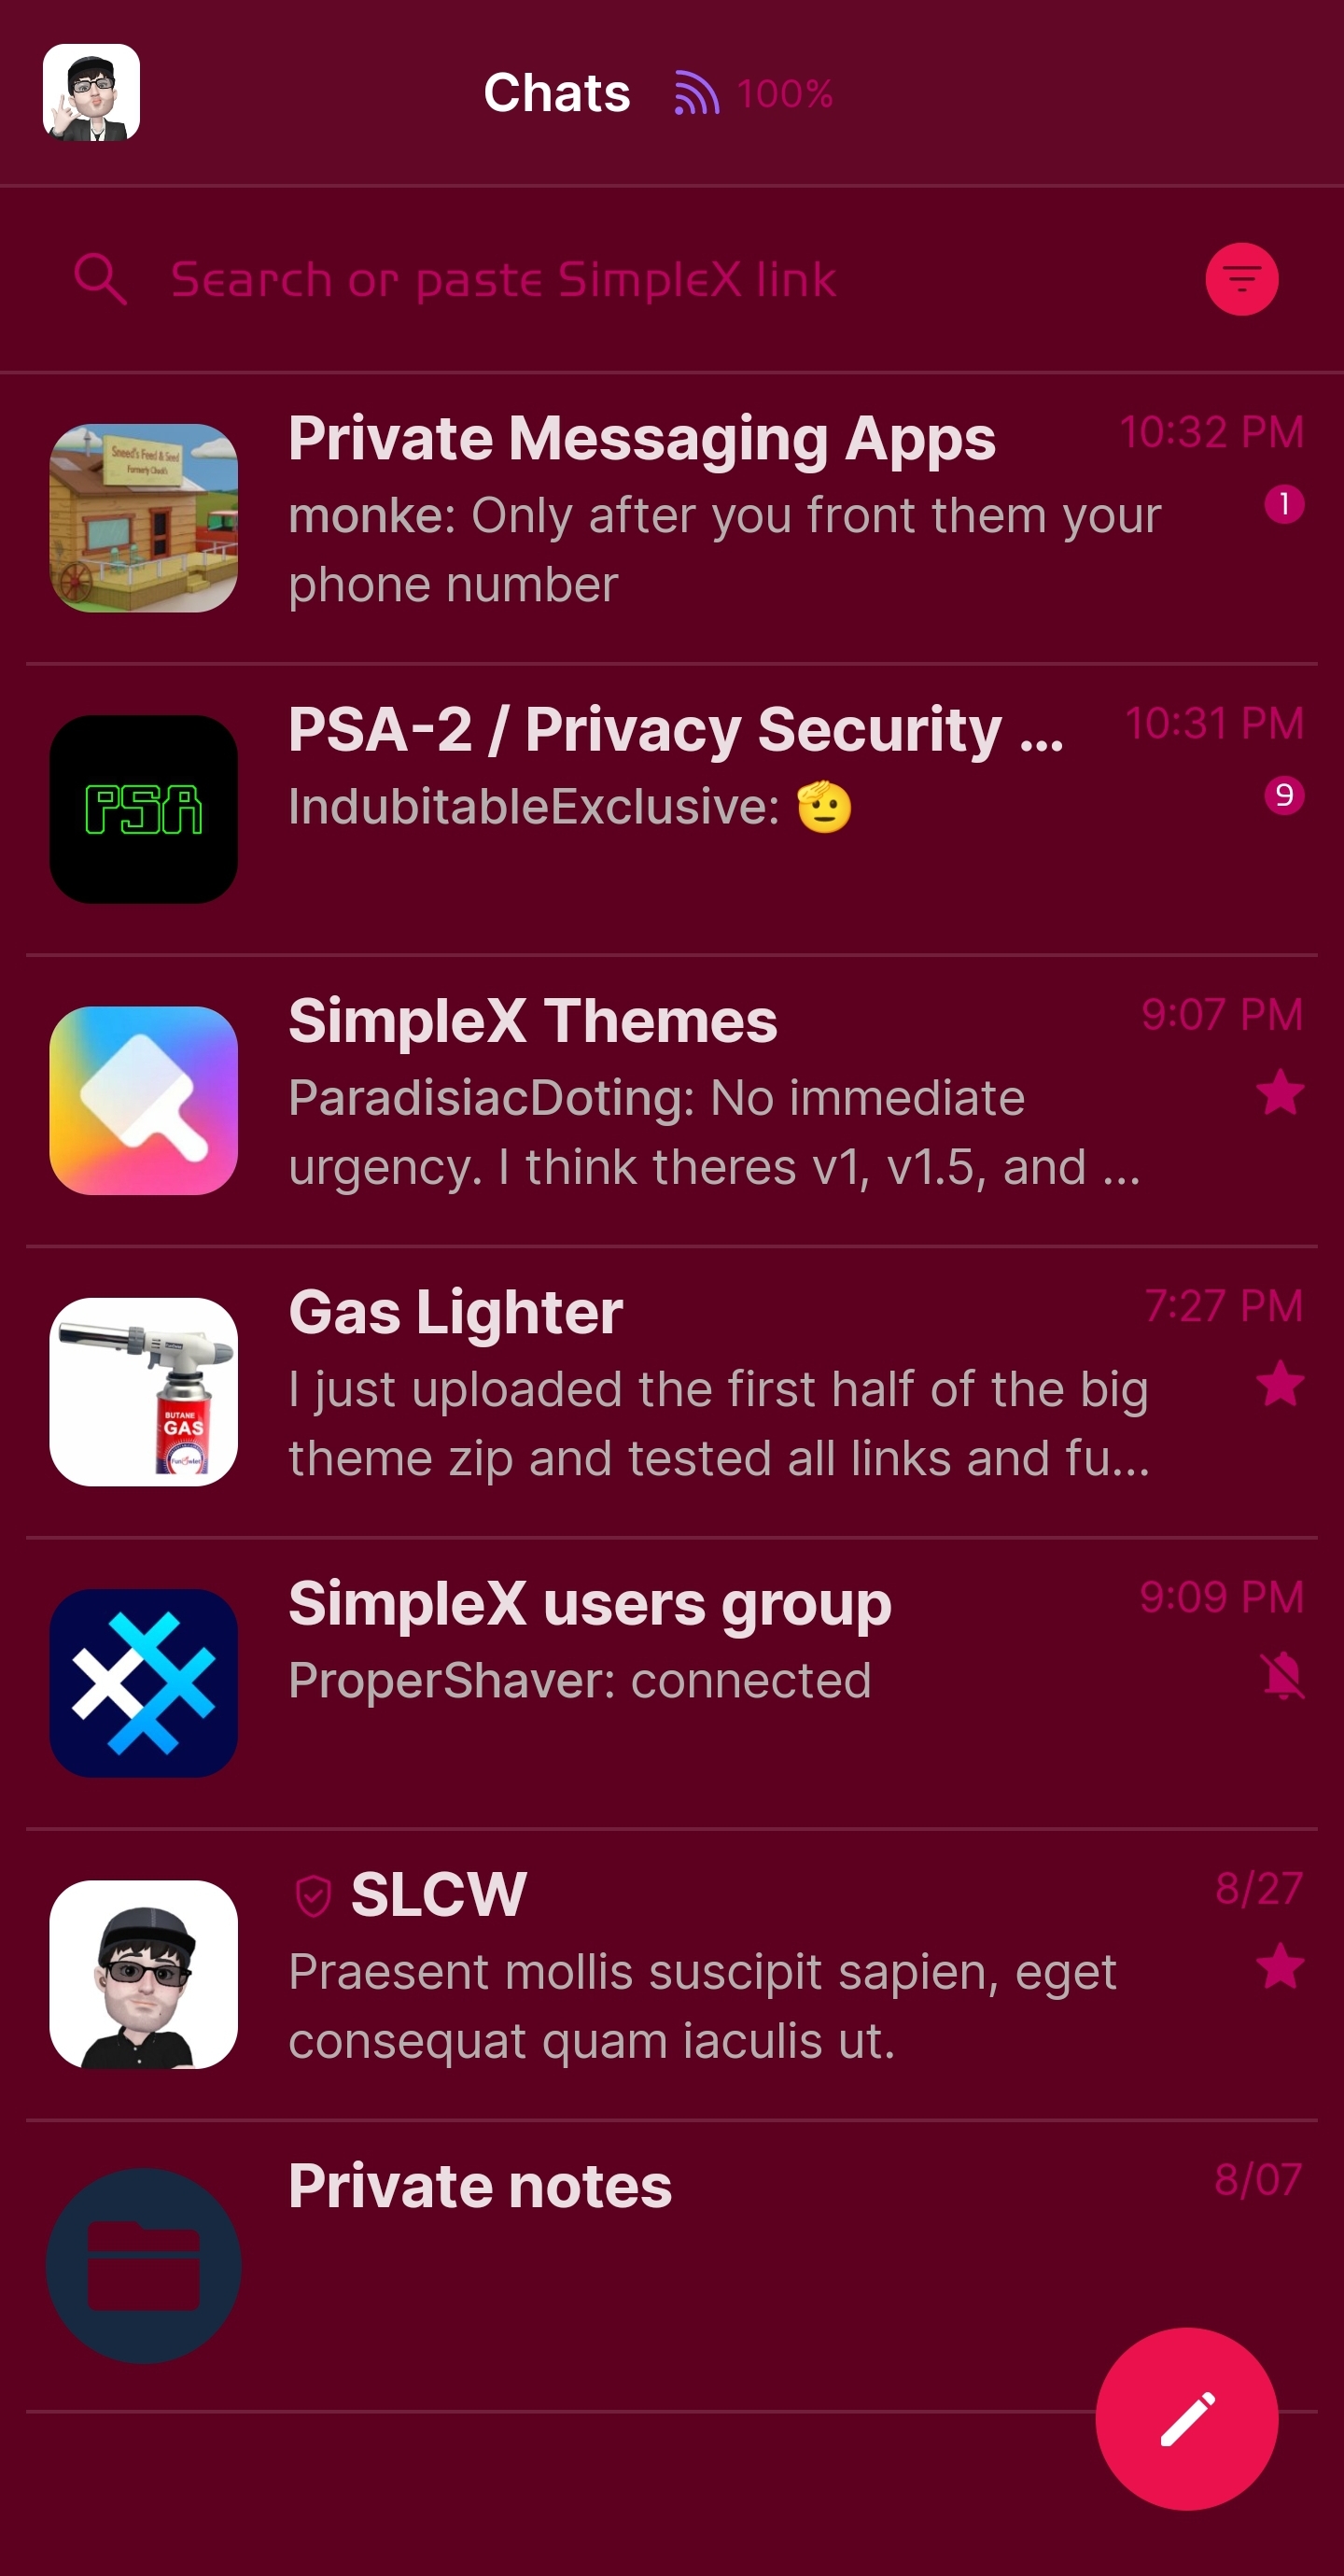 Chats 100%
Search or paste SimpleX link
Sneed's Feed & Seed
Formerly Chuck's
Private Messaging Apps 10:32 PM
monke: Only after you front them your 1
phone number
PSA-2 / Privacy Security ... 10:31 PM
PSA
IndubitableExclusive: 🫡 9
SimpleX Themes 9:07 PM
ParadisiacDoting: No immediate
urgency. I think theres v1, v1.5, and ...
Gas Lighter 7:27 PM
I just uploaded the first half of the big
theme zip and tested all links and fu...
BUTANE
GAS
SimpleX users group 9:09 PM
ProperShaver: connected
SLCW 8/27
Praesent mollis suscipit sapien, eget
consequat quam iaculis ut.
Private notes 8/07